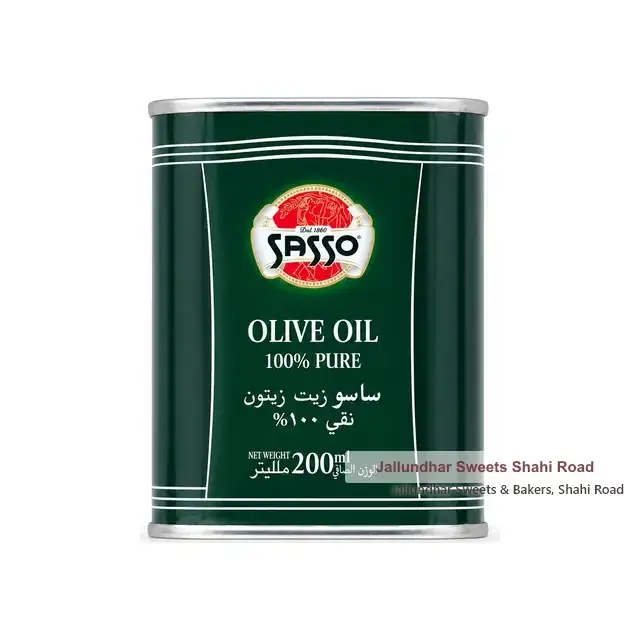 Dal 1860
SASSO®
OLIVE OIL
100% PURE
ساسو زيت زيتون
نقي ١٠٠%
NET WEIGHT 200ml الوزن الصافي
ملليتر
Jallundhar Sweets Shahi Road
Jallundhar Sweets & Bakers, Shahi Road